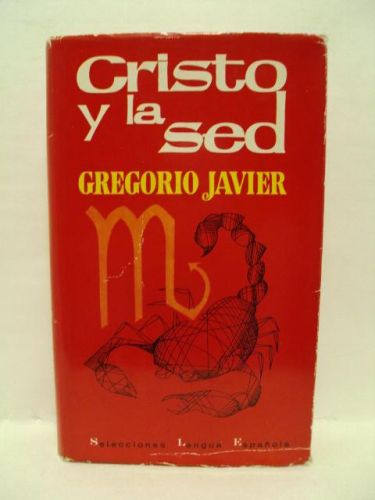 Cristo
y la
sed
GREGORIO JAVIER
Selecciones Lengua Española